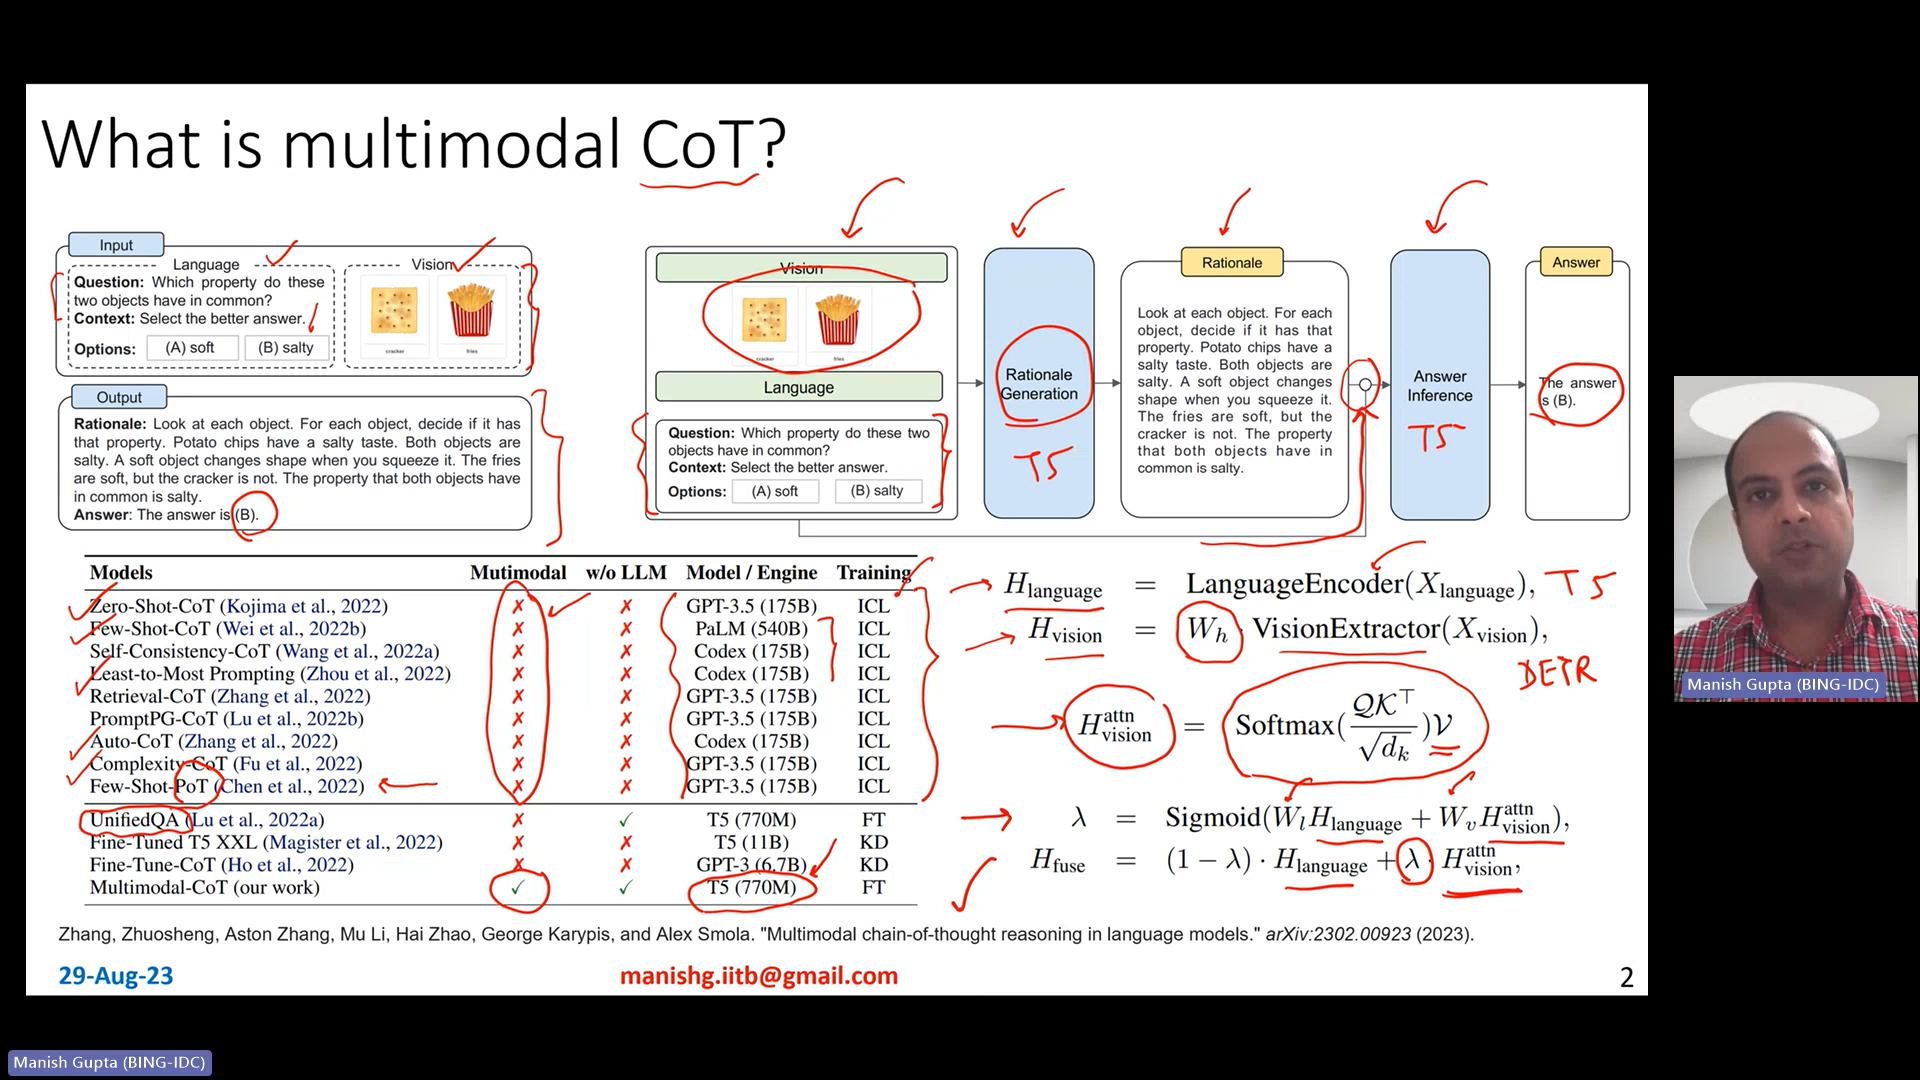 What is multimodal CoT?
Input
Language
Vision
Question: Which property do these
two objects have in common?
Context: Select the better answer.
Options: (A) soft (B) salty
cracker
fries
Output
Rationale: Look at each object. For each object, decide if it has
that property. Potato chips have a salty taste. Both objects are
salty. A soft object changes shape when you squeeze it. The fries
are soft, but the cracker is not. The property that both objects have
in common is salty.
Answer: The answer is (B).
Vision
cracker
fries
Language
Question: Which property do these two
objects have in common?
Context: Select the better answer.
Options: (A) soft (B) salty
Rationale
Generation
T5
Rationale
Look at each object. For each
object, decide if it has that
property. Potato chips have a
salty taste. Both objects are
salty. A soft object changes
shape when you squeeze it.
The fries are soft, but the
cracker is not. The property
that both objects have in
common is salty.
Answer
Inference
T5
Answer
The answer
is (B).
Models Mutimodal w/o LLM Model / Engine Training
Zero-Shot-CoT (Kojima et al., 2022) ✗ ✗ GPT-3.5 (175B) ICL
Few-Shot-CoT (Wei et al., 2022b) ✗ ✗ PaLM (540B) ICL
Self-Consistency-CoT (Wang et al., 2022a) ✗ ✗ Codex (175B) ICL
Least-to-Most Prompting (Zhou et al., 2022) ✗ ✗ Codex (175B) ICL
Retrieval-CoT (Zhang et al., 2022) ✗ ✗ GPT-3.5 (175B) ICL
PromptPG-CoT (Lu et al., 2022b) ✗ ✗ GPT-3.5 (175B) ICL
Auto-CoT (Zhang et al., 2022) ✗ ✗ Codex (175B) ICL
Complexity-CoT (Fu et al., 2022) ✗ ✗ GPT-3.5 (175B) ICL
Few-Shot-PoT (Chen et al., 2022) ✗ ✗ GPT-3.5 (175B) ICL
UnifiedQA (Lu et al., 2022a) ✗ ✓ T5 (770M) FT
Fine-Tuned T5 XXL (Magister et al., 2022) ✗ ✗ T5 (11B) KD
Fine-Tune-CoT (Ho et al., 2022) ✗ ✗ GPT-3 (6.7B) KD
Multimodal-CoT (our work) ✓ ✓ T5 (770M) FT
H_language = LanguageEncoder(X_language), T5
H_vision = W_h · VisionExtractor(X_vision),
DETR
H_vision^attn = Softmax(QK^⊤/√d_k)V
λ = Sigmoid(W_l H_language + W_v H_vision^attn),
H_fuse = (1 − λ) · H_language + λ · H_vision^attn,
Zhang, Zhuosheng, Aston Zhang, Mu Li, Hai Zhao, George Karypis, and Alex Smola. "Multimodal chain-of-thought reasoning in language models." arXiv:2302.00923 (2023).
29-Aug-23
manishg.iitb@gmail.com
2
Manish Gupta (BING-IDC)
Manish Gupta (BING-IDC)